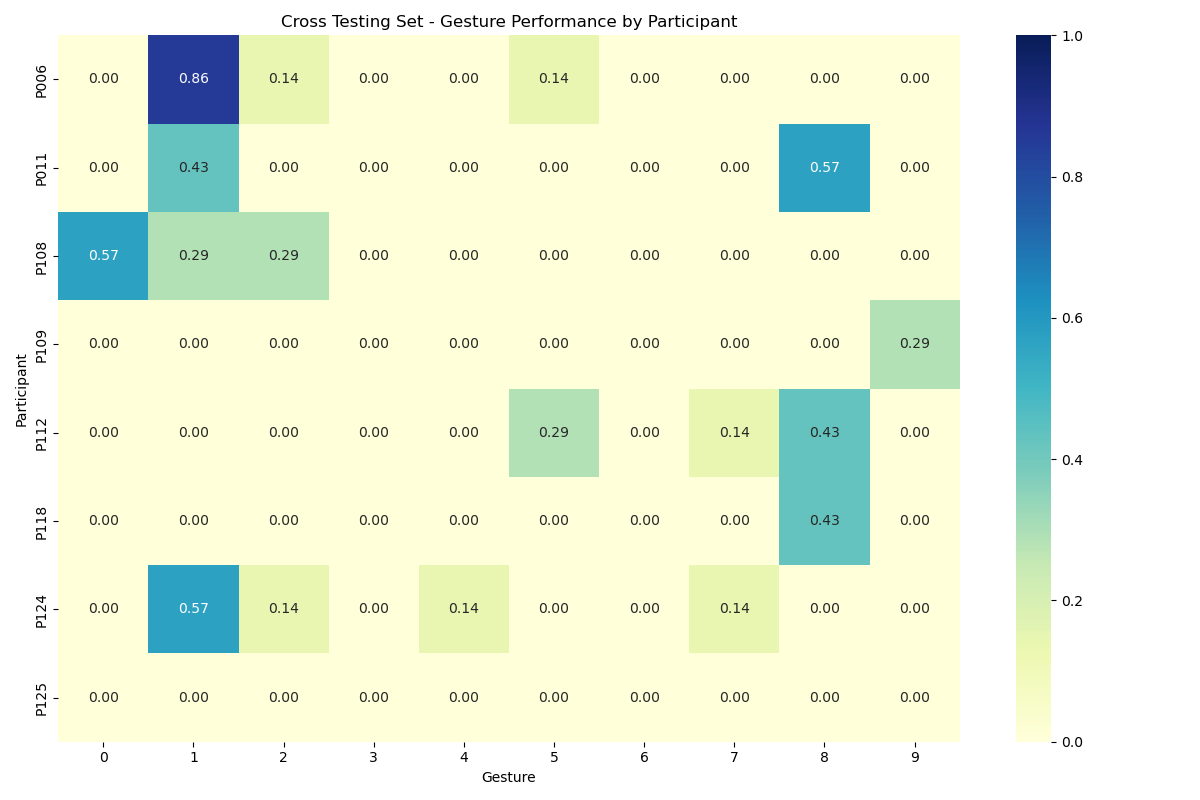 Cross Testing Set - Gesture Performance by Participant
P006 0.00 0.86 0.14 0.00 0.00 0.14 0.00 0.00 0.00 0.00
P011 0.00 0.43 0.00 0.00 0.00 0.00 0.00 0.00 0.57 0.00
P108 0.57 0.29 0.29 0.00 0.00 0.00 0.00 0.00 0.00 0.00
P109 0.00 0.00 0.00 0.00 0.00 0.00 0.00 0.00 0.00 0.29
P112 0.00 0.00 0.00 0.00 0.00 0.29 0.00 0.14 0.43 0.00
P118 0.00 0.00 0.00 0.00 0.00 0.00 0.00 0.00 0.43 0.00
P124 0.00 0.57 0.14 0.00 0.14 0.00 0.00 0.14 0.00 0.00
P125 0.00 0.00 0.00 0.00 0.00 0.00 0.00 0.00 0.00 0.00
0 1 2 3 4 5 6 7 8 9
Gesture
Participant
1.0
0.8
0.6
0.4
0.2
0.0